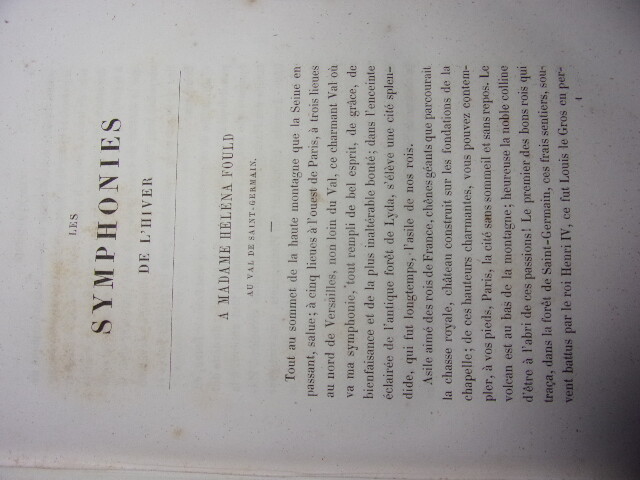 LES
SYMPHONIES
DE L'HIVER
A MADAME HÉLÉNA FOULD
AU VAL DE SAINT-GERMAIN.
Tout au sommet de la haute montagne que la Seine en
passant, salue; à cinq lieues à l'ouest de Paris, à trois lieues
au nord de Versailles, non loin du Val, ce charmant Val où
va ma symphonie, tout rempli de bel esprit, de grâce, de
bienfaisance et de la plus inaltérable bonté; dans l'enceinte
éclairée de l'antique forêt de Lyda, s'élève une cité splen-
dide, qui fut longtemps, l'asile de nos rois.
Asile aimé des rois de France, chênes géants que parcourait
la chasse royale, château construit sur les fondations de la
chapelle; de ces hauteurs charmantes, vous pouvez contem-
pler, à vos pieds, Paris, la cité sans sommeil et sans repos. Le
volcan est au bas de la montagne; heureuse la noble colline
d'être à l'abri de ces passions! Le premier des bons rois qui
traça, dans la forêt de Saint-Germain, ces frais sentiers, sou-
vent battus par le roi Henri IV, ce fut Louis le Gros en per-
1